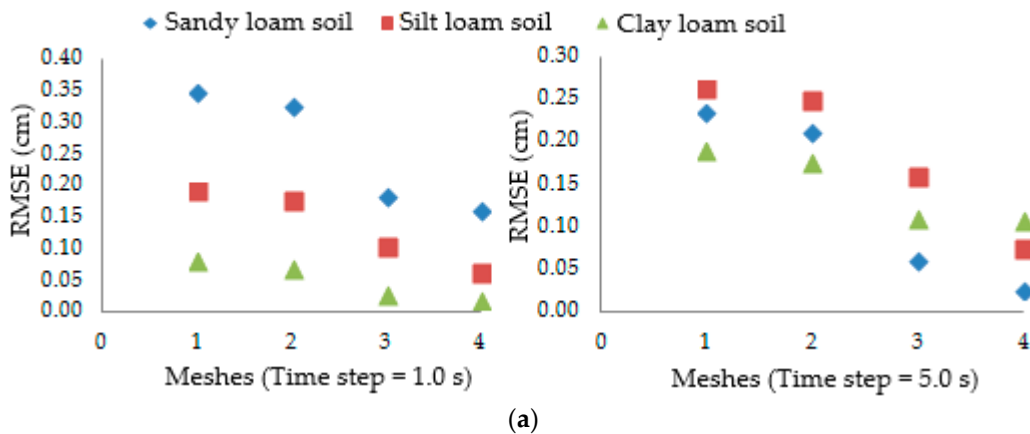 Sandy loam soil Silt loam soil Clay loam soil
0.40
0.35
0.30
0.25
0.20
0.15
0.10
0.05
0.00
RMSE (cm)
0 1 2 3 4
Meshes (Time step = 1.0 s)
0.30
0.25
0.20
0.15
0.10
0.05
0.00
RMSE (cm)
0 1 2 3 4
Meshes (Time step = 5.0 s)
(a)